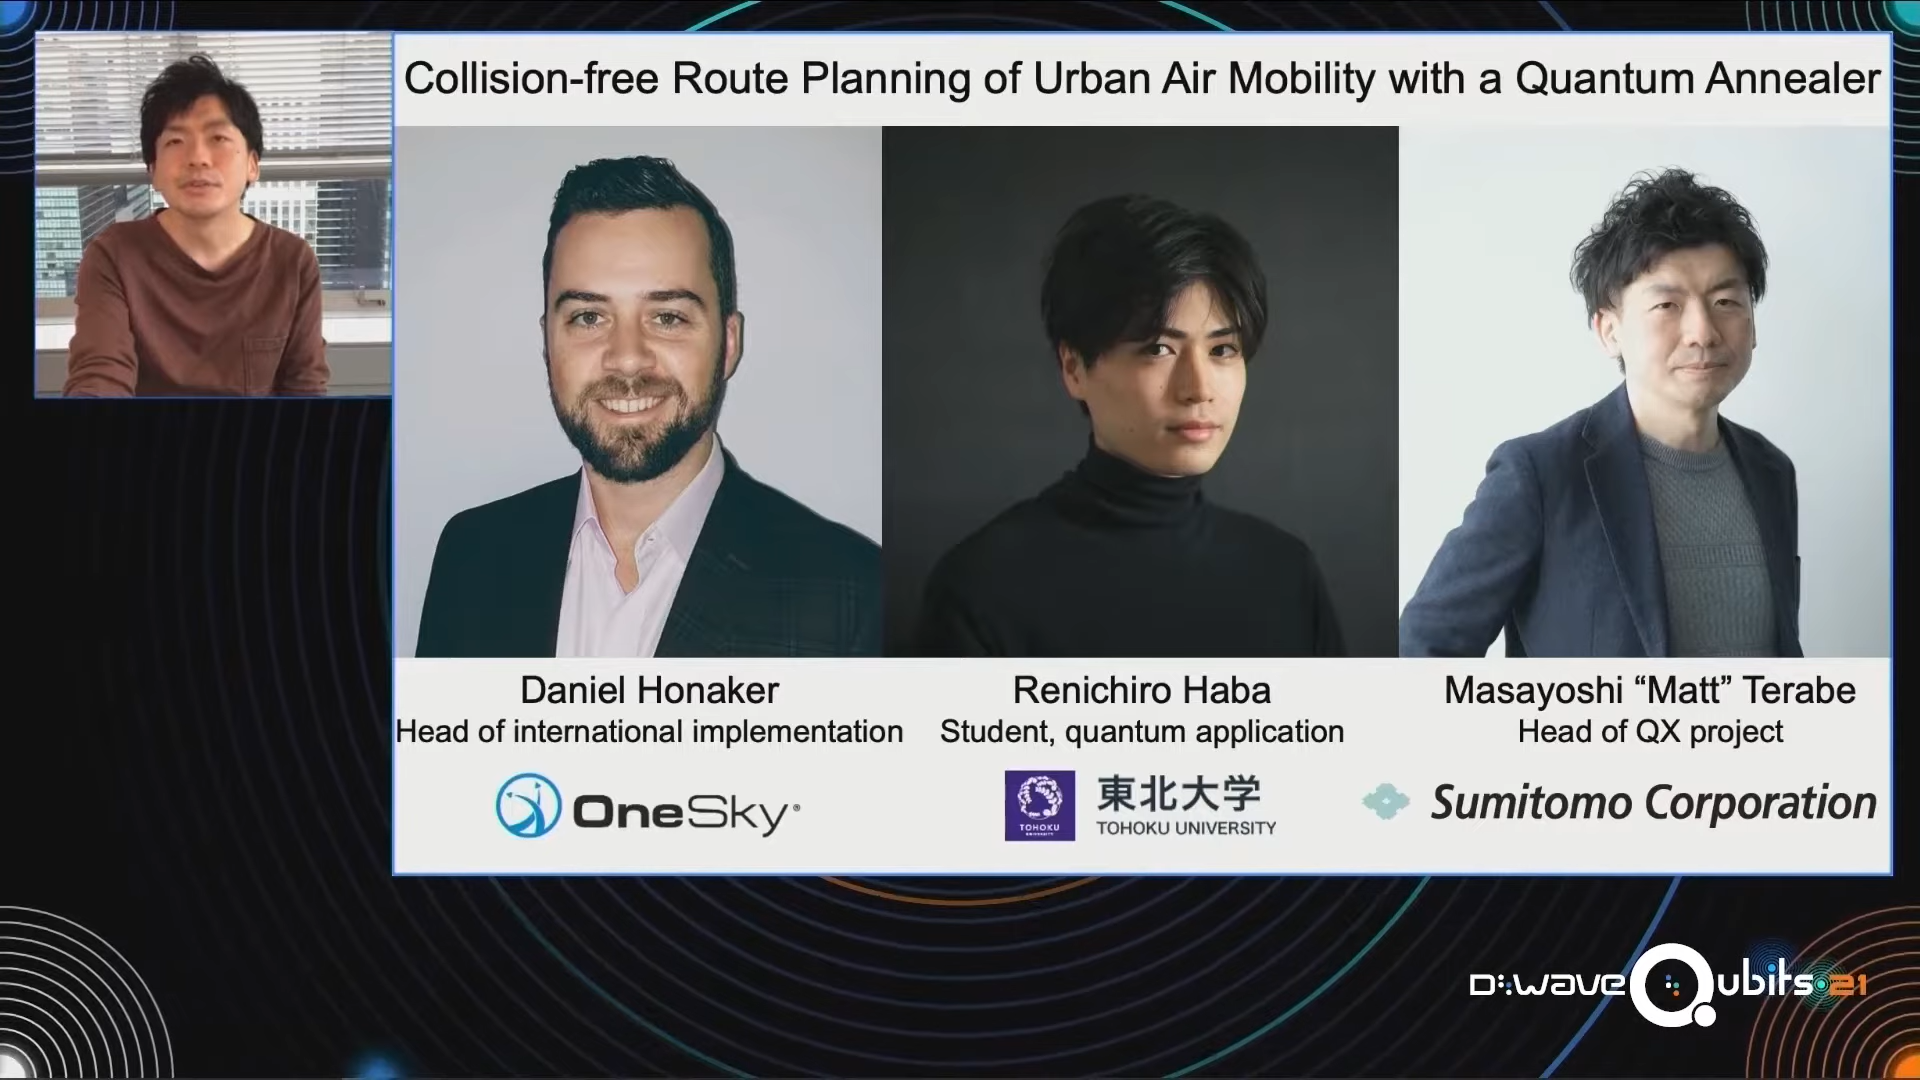 Collision-free Route Planning of Urban Air Mobility with a Quantum Annealer
Daniel Honaker
Head of international implementation
OneSky®
Renichiro Haba
Student, quantum application
TOHOKU
UNIVERSITY
東北大学
TOHOKU UNIVERSITY
Masayoshi “Matt” Terabe
Head of QX project
Sumitomo Corporation
D:wave Qubits 21